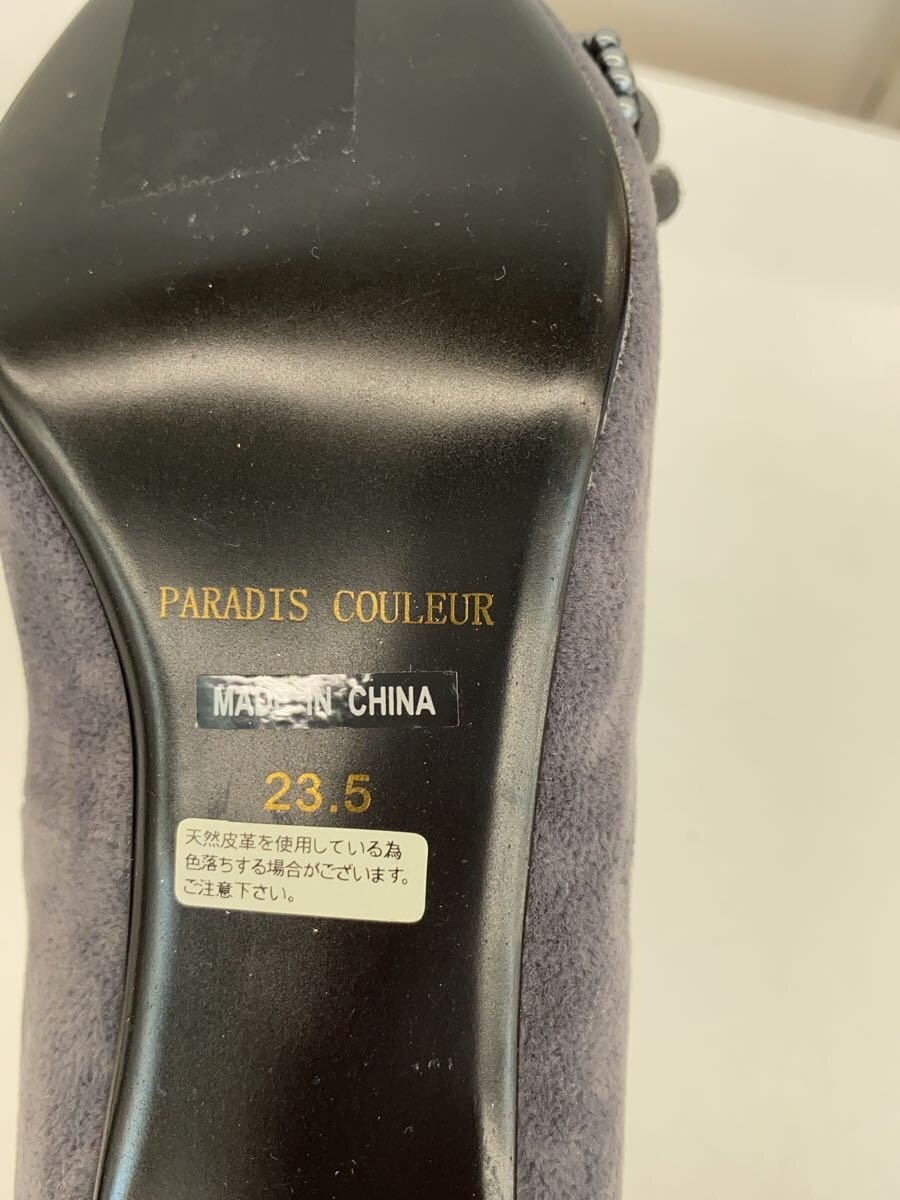 PARADIS COULEUR
MADE IN CHINA
23.5
天然皮革を使用している為
色落ちする場合がございます。
ご注意下さい。